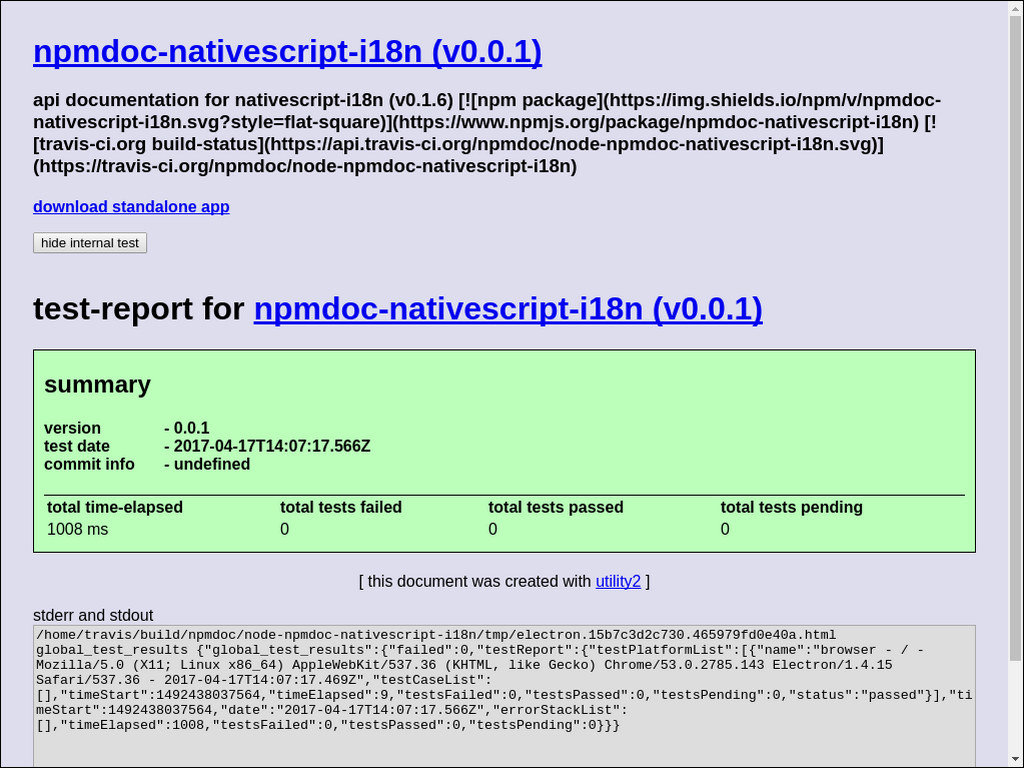 npmdoc-nativescript-i18n (v0.0.1)
api documentation for nativescript-i18n (v0.1.6) [![npm package](https://img.shields.io/npm/v/npmdoc-
nativescript-i18n.svg?style=flat-square)](https://www.npmjs.org/package/npmdoc-nativescript-i18n) [!
[travis-ci.org build-status](https://api.travis-ci.org/npmdoc/node-npmdoc-nativescript-i18n.svg)]
(https://travis-ci.org/npmdoc/node-npmdoc-nativescript-i18n)
download standalone app
hide internal test
test-report for npmdoc-nativescript-i18n (v0.0.1)
summary
version - 0.0.1
test date - 2017-04-17T14:07:17.566Z
commit info - undefined
total time-elapsed total tests failed total tests passed total tests pending
1008 ms 0 0 0
[ this document was created with utility2 ]
stderr and stdout
/home/travis/build/npmdoc/node-npmdoc-nativescript-i18n/tmp/electron.15b7c3d2c730.465979fd0e40a.html
global_test_results {"global_test_results":{"failed":0,"testReport":{"testPlatformList":[{"name":"browser - / -
Mozilla/5.0 (X11; Linux x86_64) AppleWebKit/537.36 (KHTML, like Gecko) Chrome/53.0.2785.143 Electron/1.4.15
Safari/537.36 - 2017-04-17T14:07:17.469Z","testCaseList":
[],"timeStart":1492438037564,"timeElapsed":9,"testsFailed":0,"testsPassed":0,"testsPending":0,"status":"passed"}],"ti
meStart":1492438037564,"date":"2017-04-17T14:07:17.566Z","errorStackList":
[],"timeElapsed":1008,"testsFailed":0,"testsPassed":0,"testsPending":0}}}